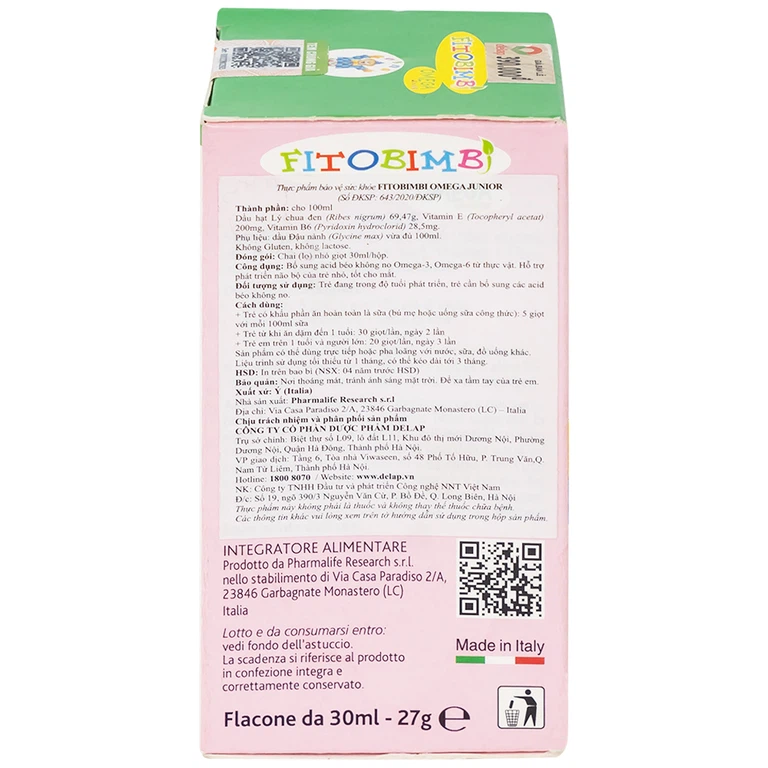 FITOBIMBI
OMEGA
390.000đ
FITOBIMBI
Thực phẩm bảo vệ sức khỏe FITOBIMBI OMEGA JUNIOR
(Số ĐKSP: 643/2020/ĐKSP)
Thành phần: cho 100ml
Dầu hạt Lý chua đen (Ribes nigrum) 69,47g, Vitamin E (Tocopheryl acetat)
200mg, Vitamin B6 (Pyridoxin hydroclorid) 28,5mg.
Phụ liệu: dầu Đậu nành (Glycine max) vừa đủ 100ml.
Không Gluten, không lactose.
Đóng gói: Chai (lọ) nhỏ giọt 30ml/hộp.
Công dụng: Bổ sung acid béo không no Omega-3, Omega-6 từ thực vật. Hỗ trợ
phát triển não bộ của trẻ nhỏ, tốt cho mắt.
Đối tượng sử dụng: Trẻ đang trong độ tuổi phát triển, trẻ cần bổ sung các acid
béo không no.
Cách dùng:
+ Trẻ có khẩu phần ăn hoàn toàn là sữa (bú mẹ hoặc uống sữa công thức): 5 giọt
với mỗi 100ml sữa
+ Trẻ từ khi ăn dặm đến 1 tuổi: 30 giọt/lần, ngày 2 lần
+ Trẻ em trên 1 tuổi và người lớn: 20 giọt/lần, ngày 3 lần
Sản phẩm có thể dùng trực tiếp hoặc pha loãng với nước, sữa, đồ uống khác.
Liệu trình sử dụng tối thiểu từ 1 tháng, có thể kéo dài tới 3 tháng.
HSD: In trên bao bì (NSX: 04 năm trước HSD)
Bảo quản: Nơi thoáng mát, tránh ánh sáng mặt trời. Để xa tầm tay của trẻ em.
Xuất xứ: Ý (Italia)
Nhà sản xuất: Pharmalife Research s.r.l
Địa chỉ: Via Casa Paradiso 2/A, 23846 Garbagnate Monastero (LC) – Italia
Chịu trách nhiệm và phân phối sản phẩm
CÔNG TY CỔ PHẦN DƯỢC PHẨM DELAP
Trụ sở chính: Biệt thự số L09, lô đất L11, Khu đô thị mới Dương Nội, Phường
Dương Nội, Quận Hà Đông, Thành phố Hà Nội.
VP giao dịch: Tầng 6, Tòa nhà Viwaseen, số 48 Phố Tố Hữu, P. Trung Văn,Q.
Nam Từ Liêm, Thành phố Hà Nội.
Hotline: 1800 8070 / Website: www.delap.vn
NK: Công ty TNHH Đầu tư và phát triển Công nghệ NNT Việt Nam
Đ/c: Số 19, ngõ 390/3 Nguyễn Văn Cừ, P. Bồ Đề, Q. Long Biên, Hà Nội
Thực phẩm này không phải là thuốc và không thay thế thuốc chữa bệnh.
Các thông tin khác vui lòng xem trên tờ hướng dẫn sử dụng trong hộp sản phẩm.
INTEGRATORE ALIMENTARE
Prodotto da Pharmalife Research s.r.l.
nello stabilimento di Via Casa Paradiso 2/A,
23846 Garbagnate Monastero (LC)
Italia
Lotto e da consumarsi entro:
vedi fondo dell'astuccio.
La scadenza si riferisce al prodotto
in confezione integra e
correttamente conservato.
Made in Italy
Flacone da 30ml - 27g ℮